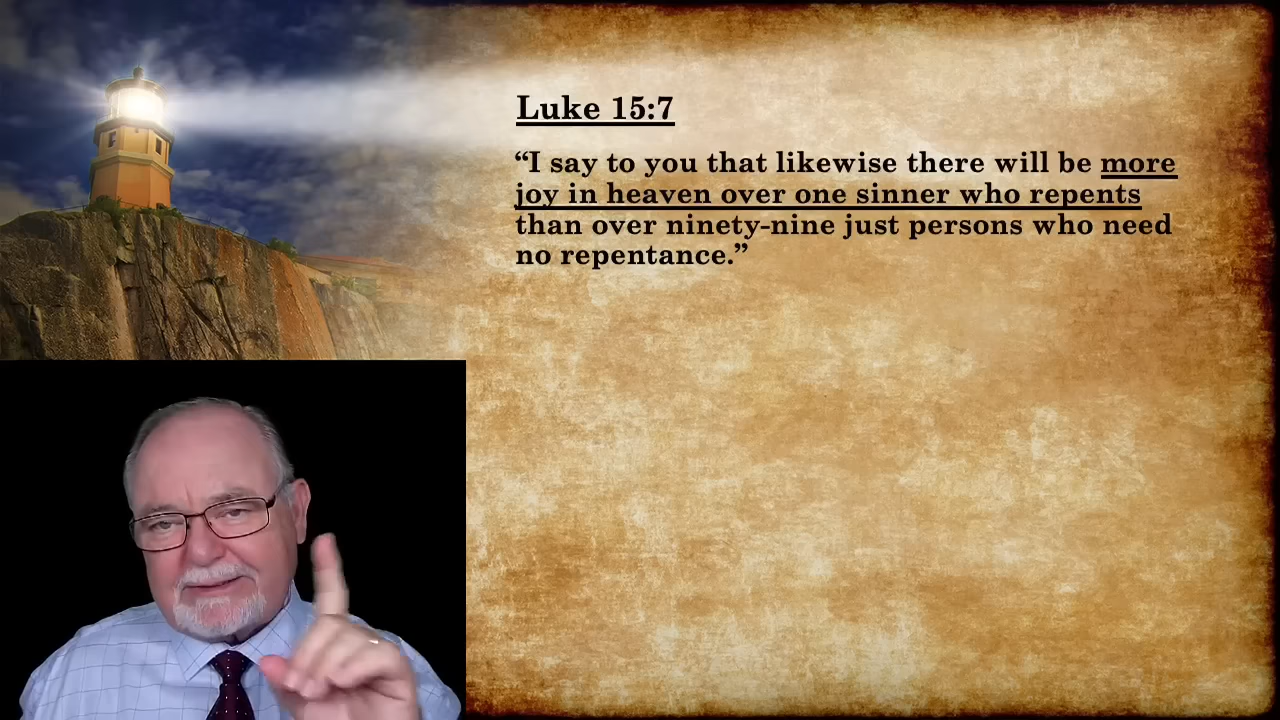 Luke 15:7
“I say to you that likewise there will be more
joy in heaven over one sinner who repents
than over ninety-nine just persons who need
no repentance.”